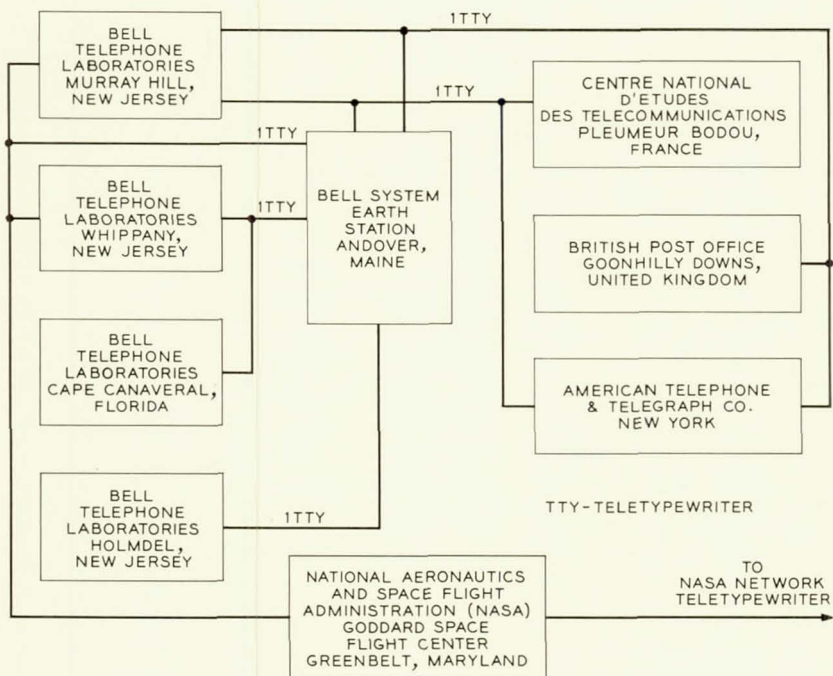 BELL
TELEPHONE
LABORATORIES
MURRAY HILL,
NEW JERSEY
1TTY
1TTY
CENTRE NATIONAL
D'ETUDES
DES TELECOMMUNICATIONS
PLEUMEUR BODOU,
FRANCE
1TTY
BELL
TELEPHONE
LABORATORIES
WHIPPANY,
NEW JERSEY
1TTY
BELL SYSTEM
EARTH
STATION
ANDOVER,
MAINE
BRITISH POST OFFICE
GOONHILLY DOWNS,
UNITED KINGDOM
BELL
TELEPHONE
LABORATORIES
CAPE CANAVERAL,
FLORIDA
AMERICAN TELEPHONE
& TELEGRAPH CO.
NEW YORK
BELL
TELEPHONE
LABORATORIES
HOLMDEL,
NEW JERSEY
1TTY
TTY-TELETYPEWRITER
NATIONAL AERONAUTICS
AND SPACE FLIGHT
ADMINISTRATION (NASA)
GODDARD SPACE
FLIGHT CENTER
GREENBELT, MARYLAND
TO
NASA NETWORK
TELETYPEWRITER